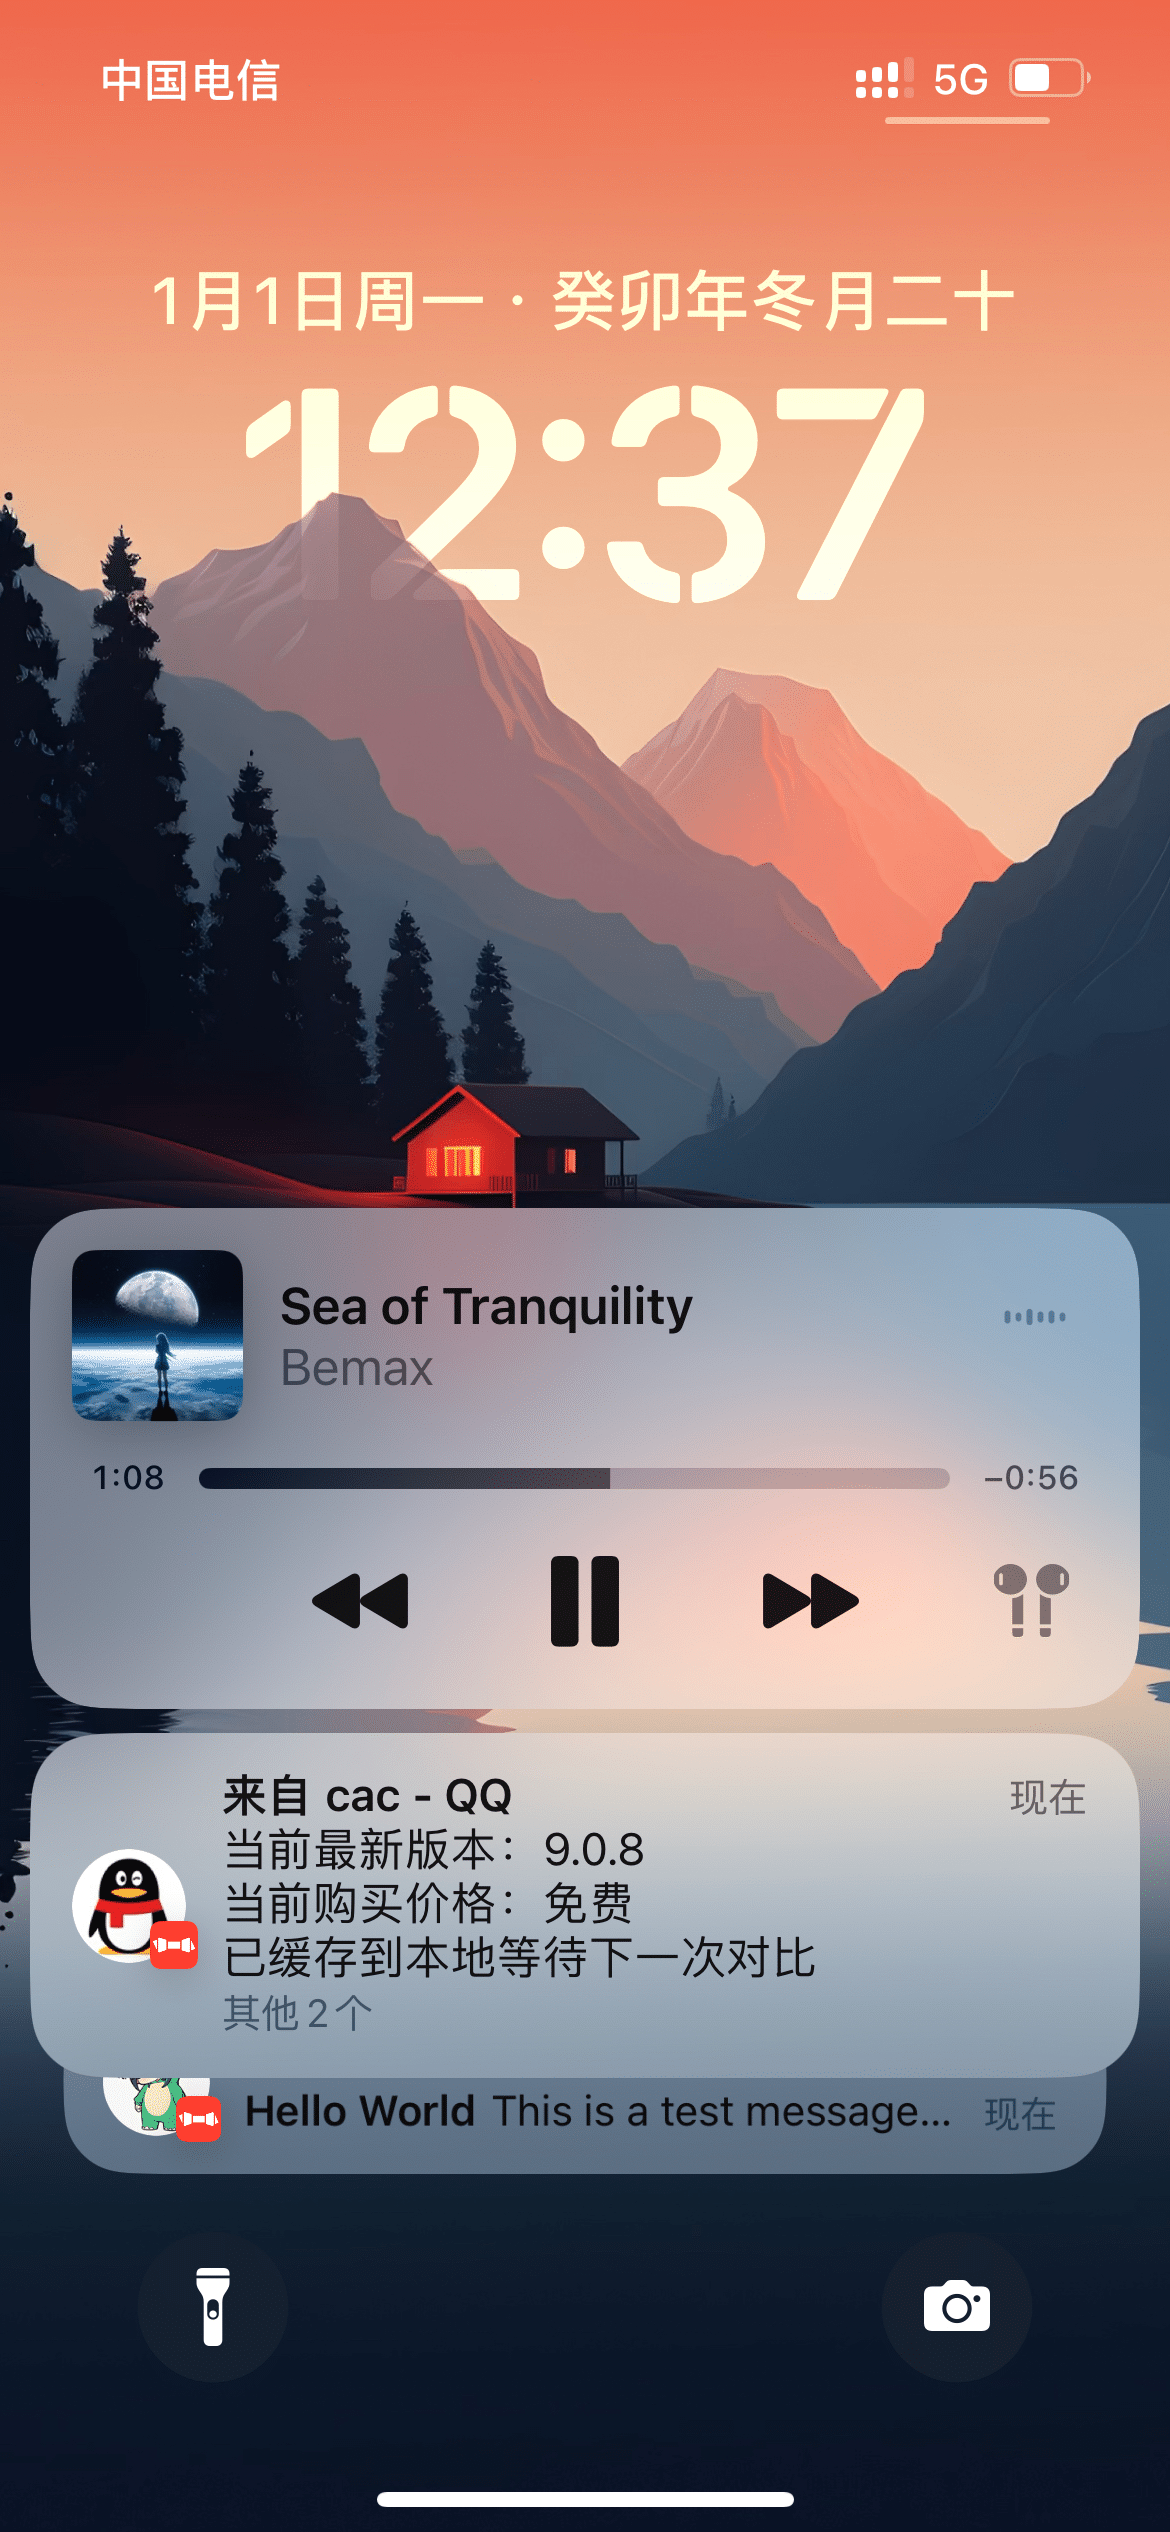 中国电信
5G
1月1日周一 · 癸卯年冬月二十
12:37
Sea of Tranquility
Bemax
1:08
−0:56
来自 cac - QQ
现在
当前最新版本：9.0.8
当前购买价格：免费
已缓存到本地等待下一次对比
其他 2 个
Hello World This is a test message...
现在